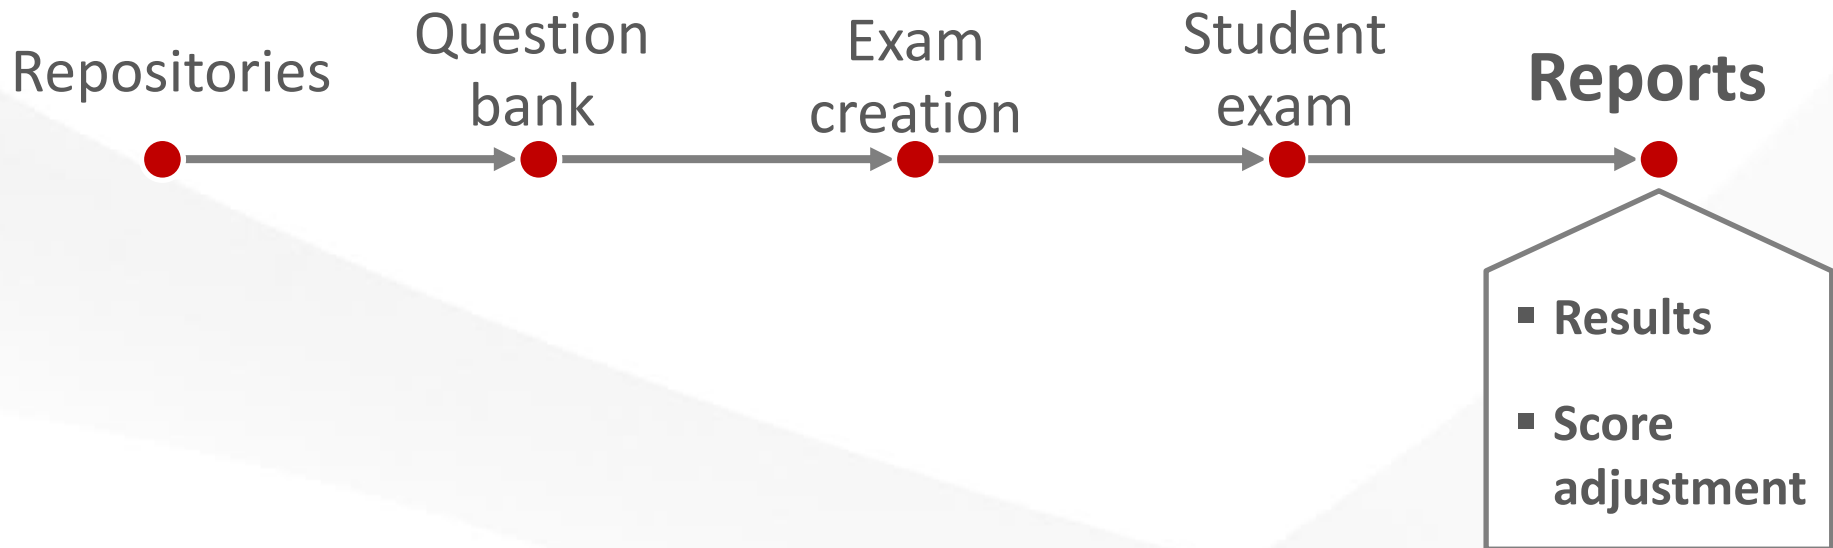 Repositories
Question
bank
Exam
creation
Student
exam
Reports
▪ Results
▪ Score
adjustment